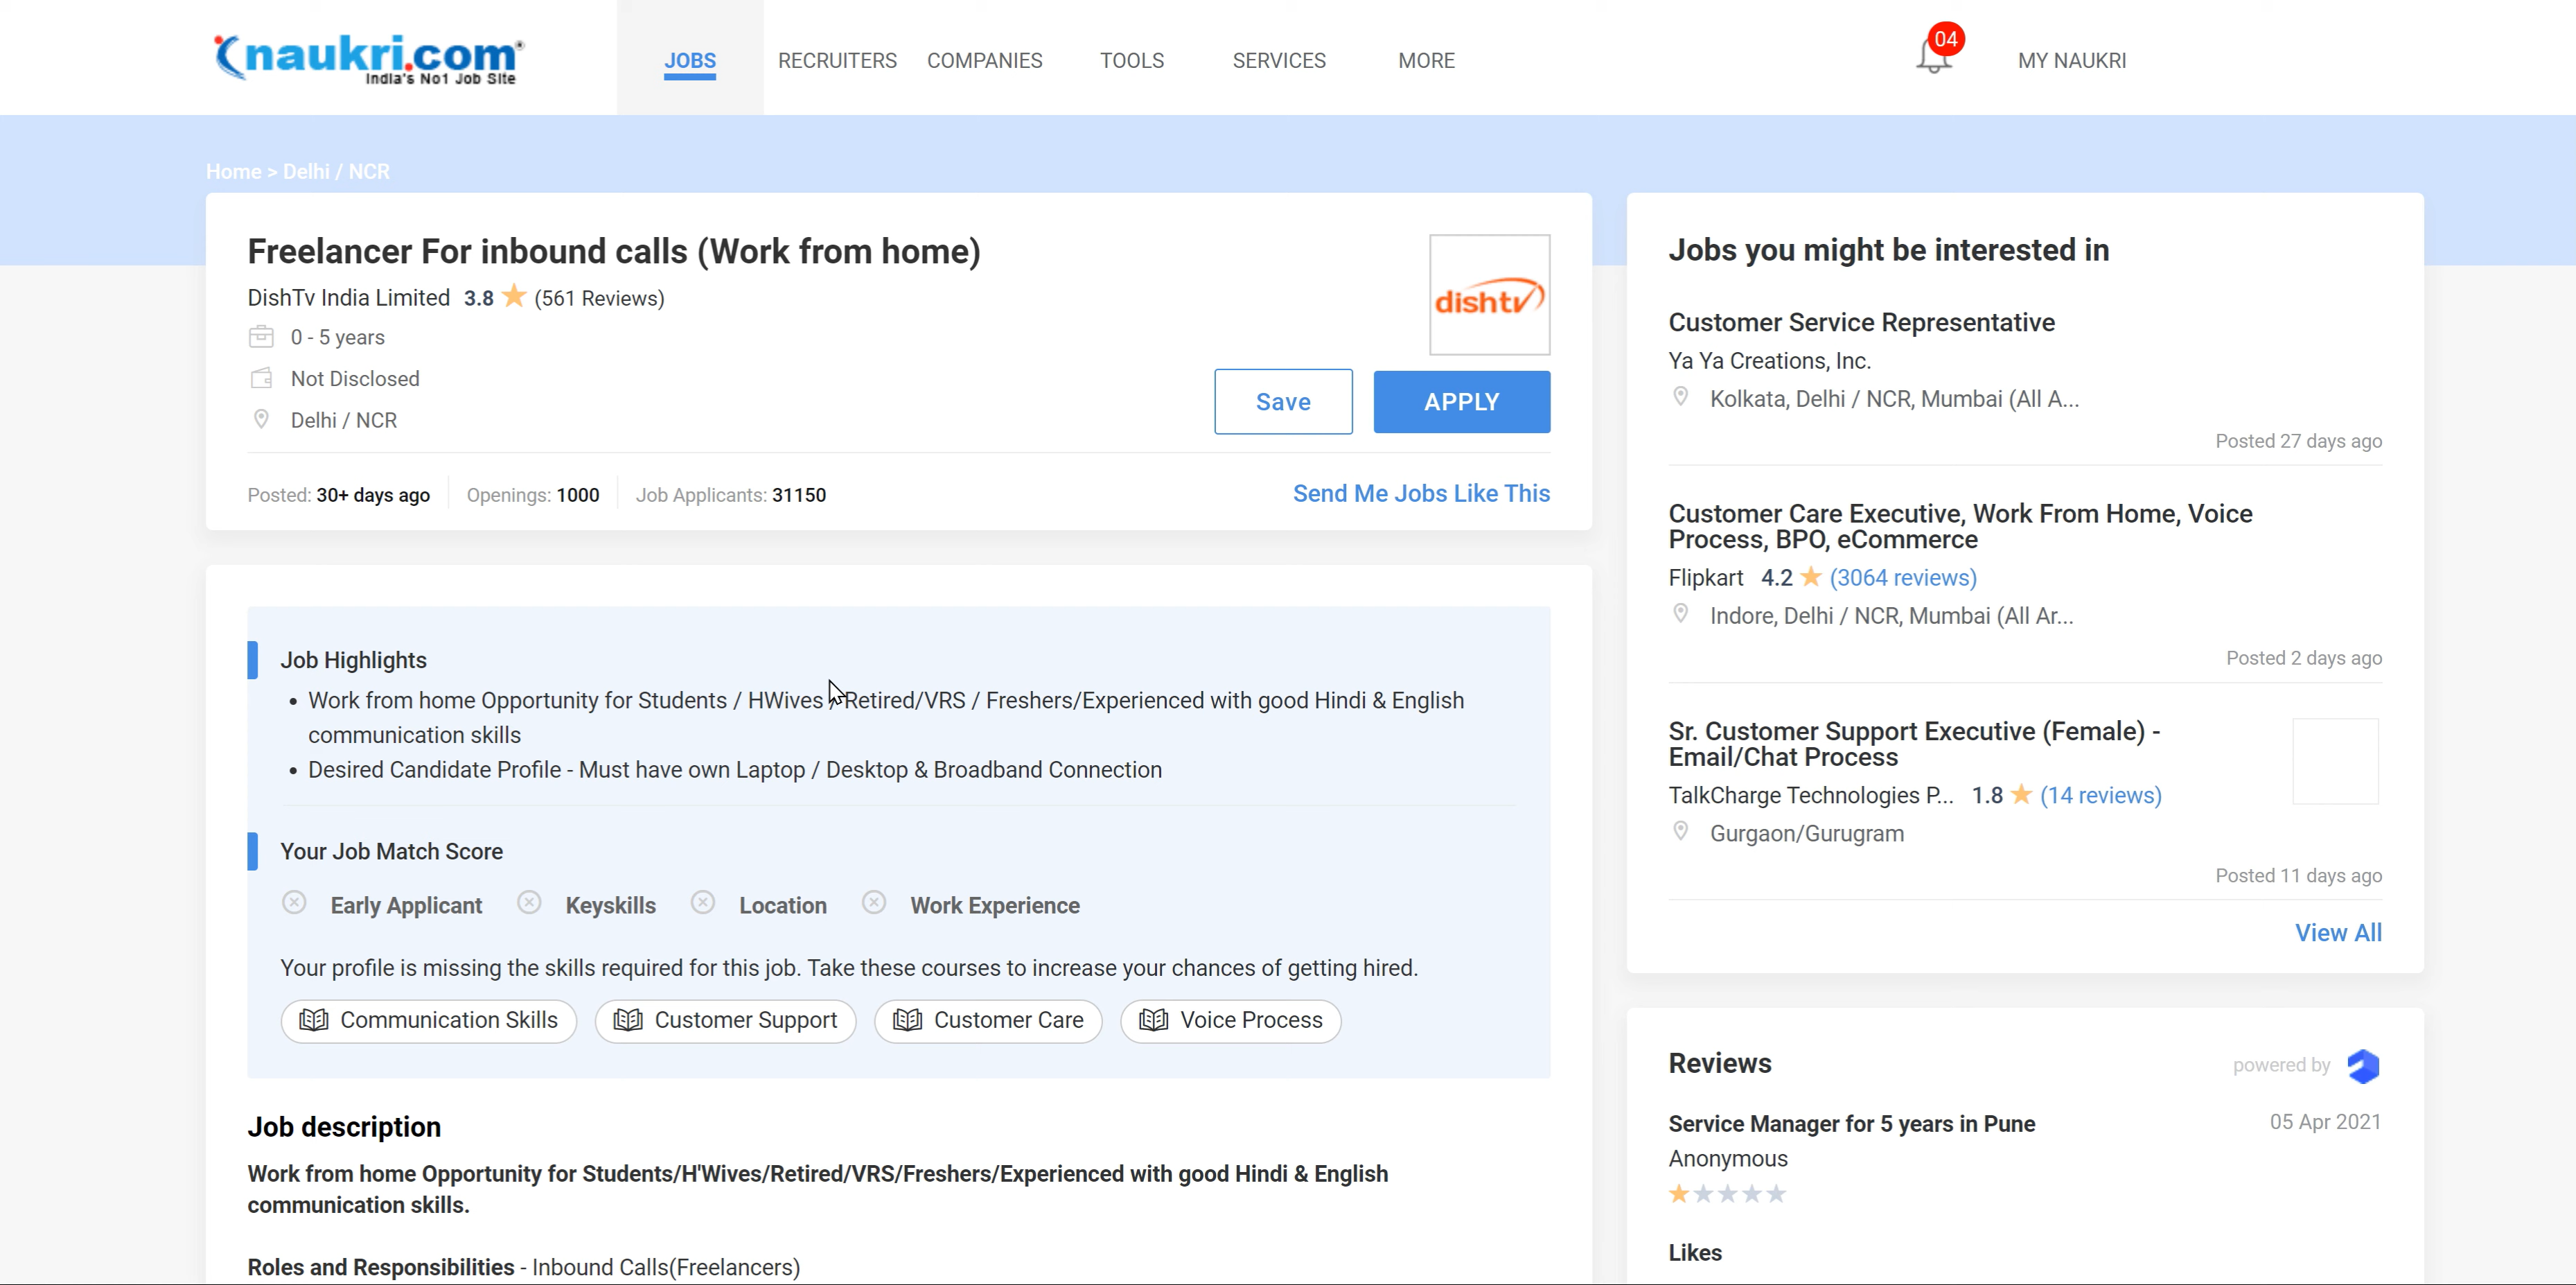 naukri.com
India's No1 Job Site
JOBS RECRUITERS COMPANIES TOOLS SERVICES MORE 04 MY NAUKRI
Home > Delhi / NCR
Freelancer For inbound calls (Work from home)
DishTv India Limited 3.8 (561 Reviews)
0 - 5 years
Not Disclosed
Delhi / NCR
dishtv
Save APPLY
Posted: 30+ days ago Openings: 1000 Job Applicants: 31150 Send Me Jobs Like This
Job Highlights
• Work from home Opportunity for Students / HWives / Retired/VRS / Freshers/Experienced with good Hindi & English
communication skills
• Desired Candidate Profile - Must have own Laptop / Desktop & Broadband Connection
Your Job Match Score
Early Applicant Keyskills Location Work Experience
Your profile is missing the skills required for this job. Take these courses to increase your chances of getting hired.
Communication Skills Customer Support Customer Care Voice Process
Job description
Work from home Opportunity for Students/H'Wives/Retired/VRS/Freshers/Experienced with good Hindi & English
communication skills.
Roles and Responsibilities - Inbound Calls(Freelancers)
Jobs you might be interested in
Customer Service Representative
Ya Ya Creations, Inc.
Kolkata, Delhi / NCR, Mumbai (All A...
Posted 27 days ago
Customer Care Executive, Work From Home, Voice
Process, BPO, eCommerce
Flipkart 4.2 (3064 reviews)
Indore, Delhi / NCR, Mumbai (All Ar...
Posted 2 days ago
Sr. Customer Support Executive (Female) -
Email/Chat Process
TalkCharge Technologies P... 1.8 (14 reviews)
Gurgaon/Gurugram
Posted 11 days ago
View All
Reviews powered by
Service Manager for 5 years in Pune 05 Apr 2021
Anonymous
Likes